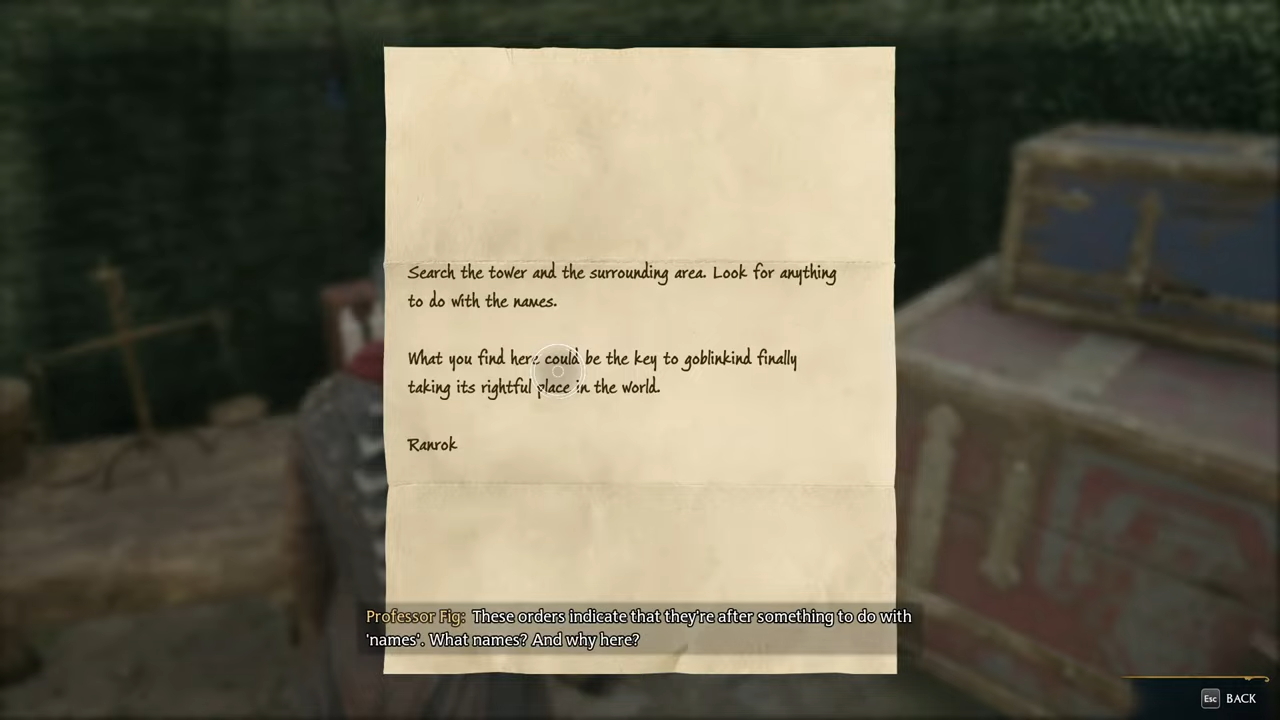 Search the tower and the surrounding area. Look for anything
to do with the names.
What you find here could be the key to goblinkind finally
taking its rightful place in the world.
Ranrok
Professor Fig: These orders indicate that they're after something to do with
'names'. What names? And why here?
Esc BACK